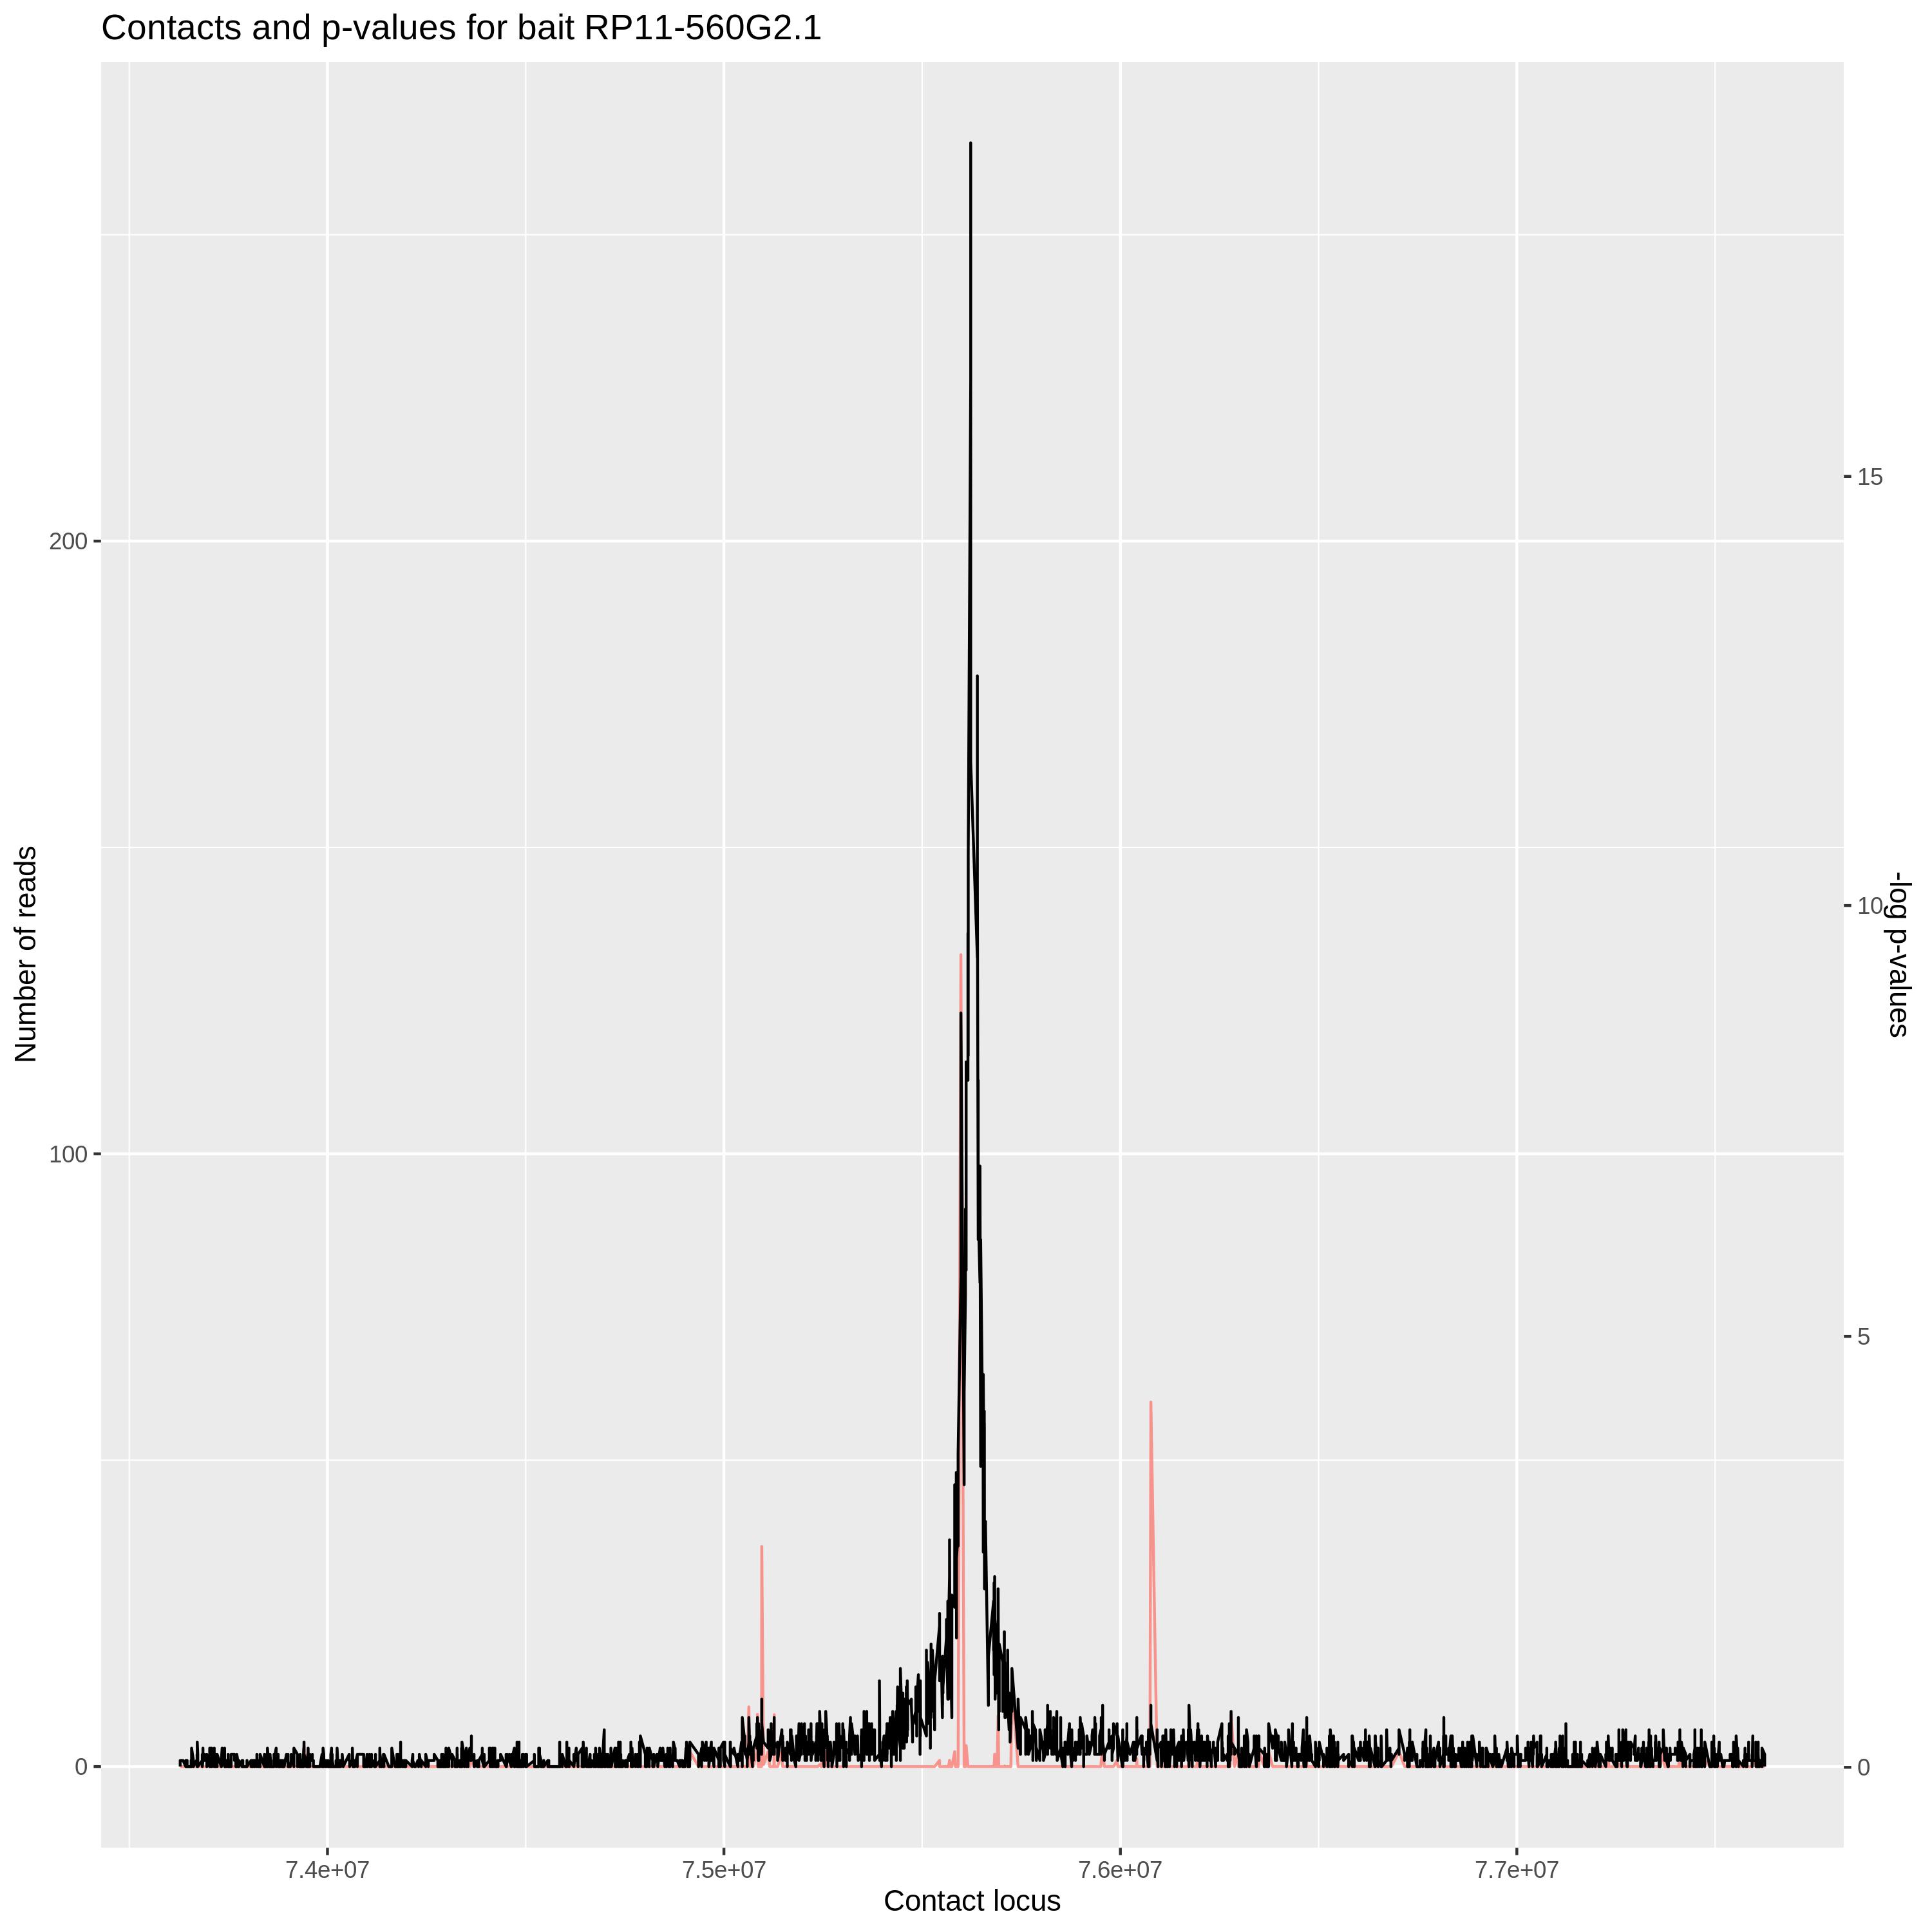 Contacts and p-values for bait RP11-560G2.1
200
100
0
Number of reads
15
10
5
0
-log p-values
7.4e+07 7.5e+07 7.6e+07 7.7e+07
Contact locus